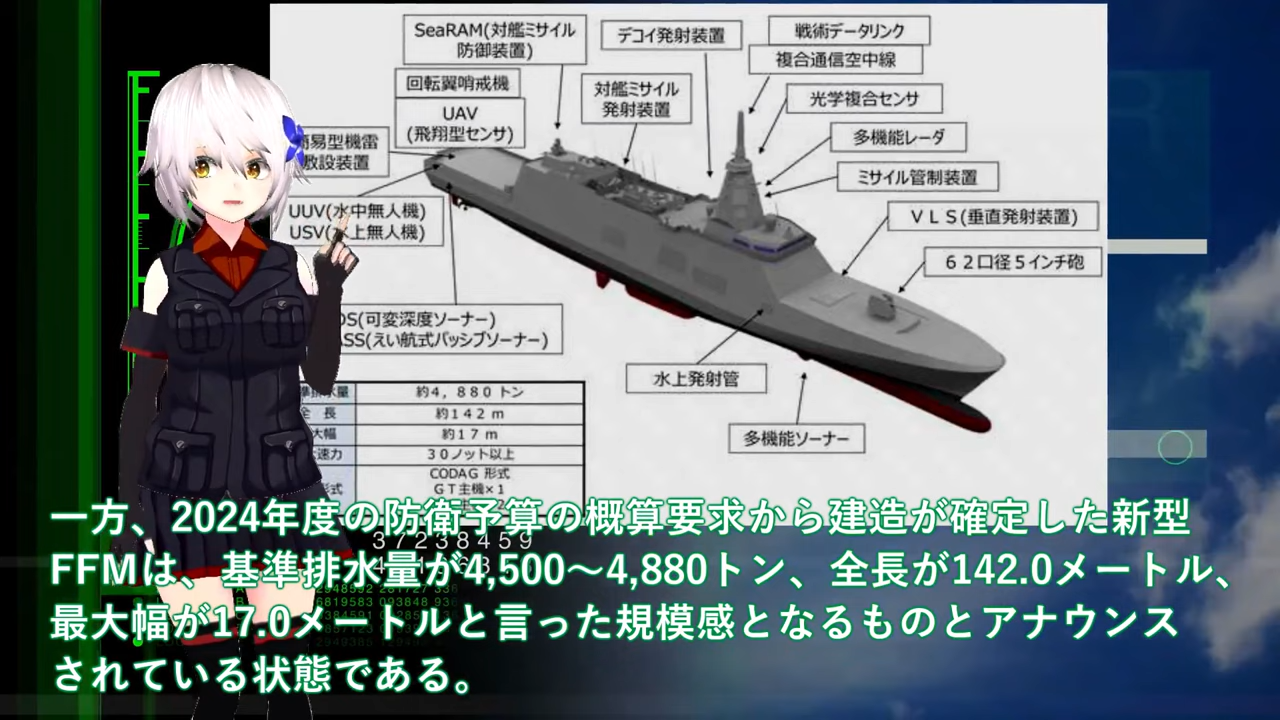 SeaRAM(対艦ミサイル
防御装置)
デコイ発射装置
戦術データリンク
複合通信空中線
回転翼哨戒機
対艦ミサイル
発射装置
光学複合センサ
UAV
(飛翔型センサ)
多機能レーダ
易型機雷
敷設装置
ミサイル管制装置
UUV(水中無人機)
USV(水上無人機)
ＶＬＳ(垂直発射装置)
６２口径５インチ砲
DS(可変深度ソーナー)
ASS(えい航式パッシブソーナー)
水上発射管
多機能ソーナー
約４，８８０ トン
全 長 約１４２ｍ
大幅 約１７ｍ
速力 ３０ノット以上
CODAG 形式
形式 ＧＴ主機×１
一方、2024年度の防衛予算の概算要求から建造が確定した新型
FFMは、基準排水量が4,500～4,880トン、全長が142.0メートル、
最大幅が17.0メートルと言った規模感となるものとアナウンス
されている状態である。
37238459